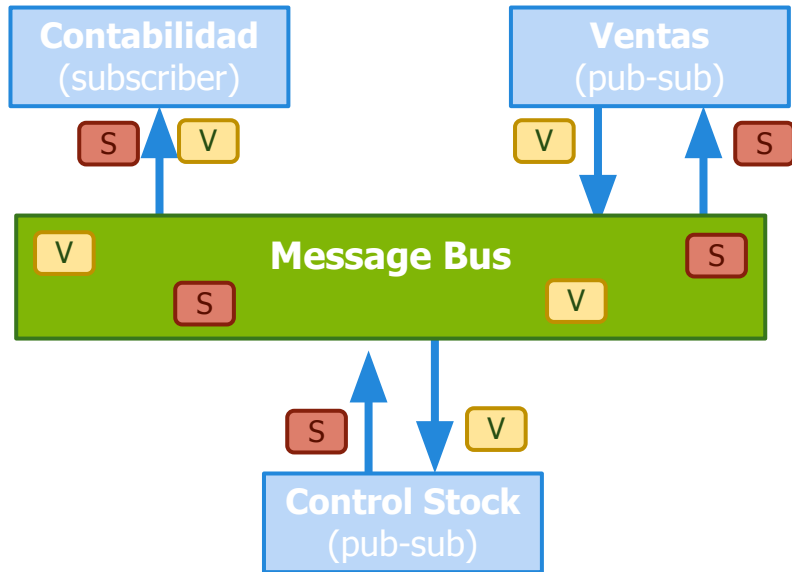 Contabilidad
(subscriber)
Ventas
(pub-sub)
S
V
V
S
Message Bus
V
S
V
S
S
V
Control Stock
(pub-sub)